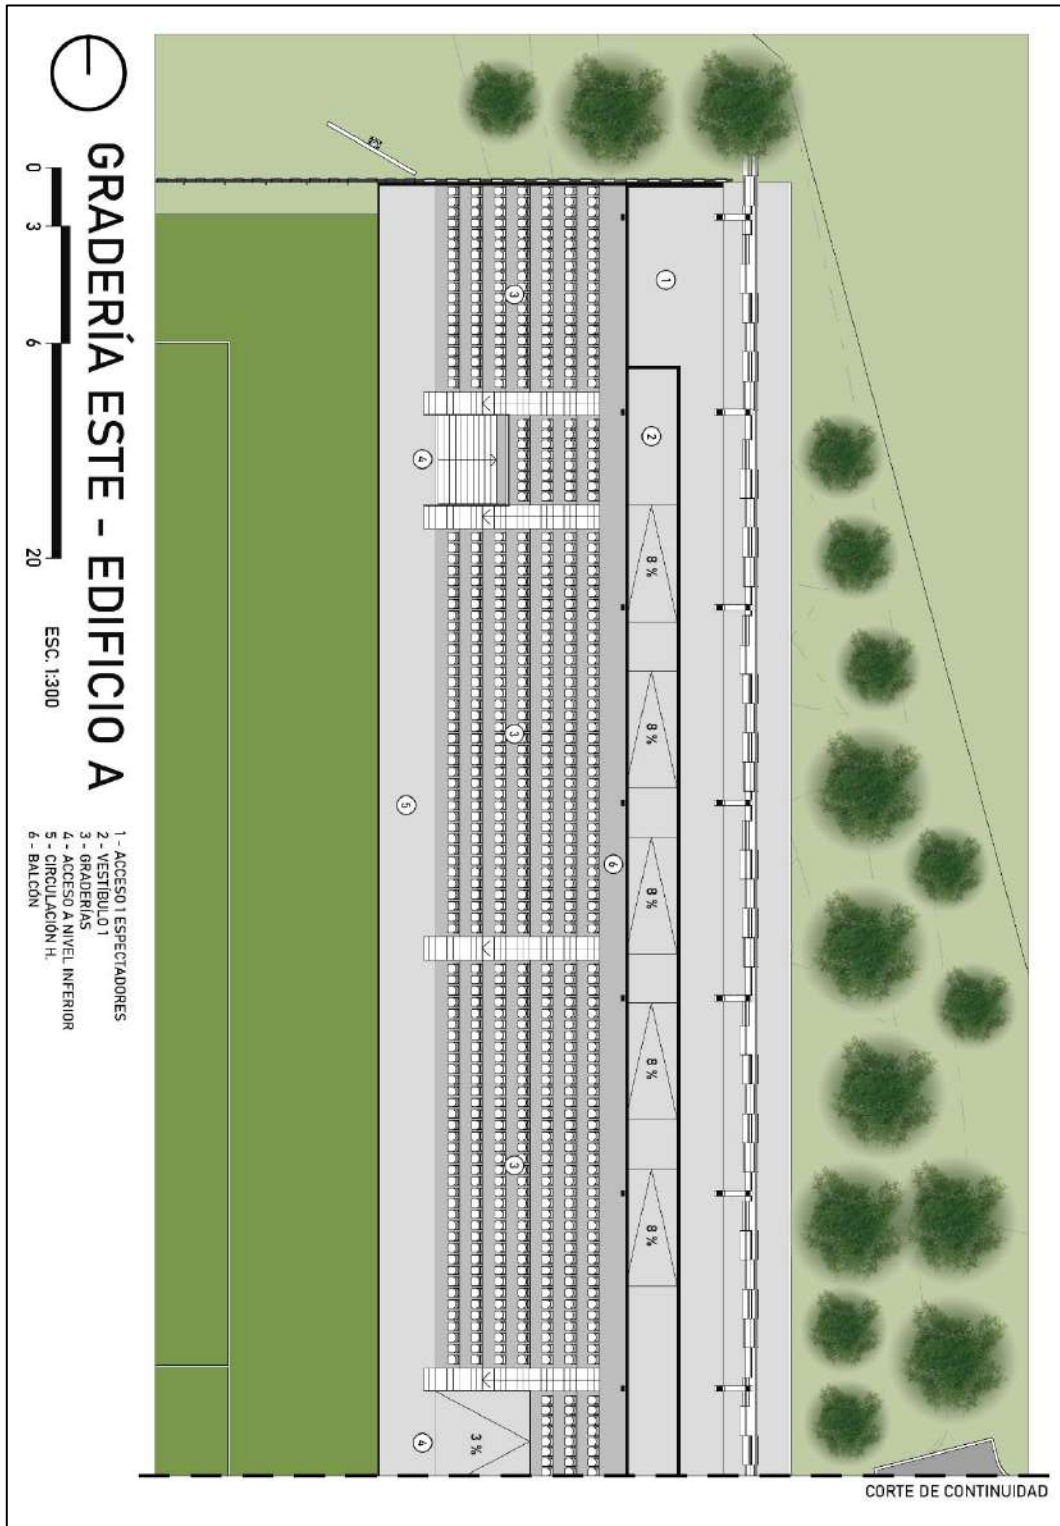 GRADERÍA ESTE - EDIFICIO A
0 3 6 20
ESC. 1:300
1 - ACCESO 1 ESPECTADORES
2 - VESTÍBULO 1
3 - GRADERÍAS
4 - ACCESO A NIVEL INFERIOR
5 - CIRCULACIÓN H.
6 - BALCÓN
1
3
2
4
8 %
8 %
3
5
6
8 %
8 %
3
8 %
4
3 %
CORTE DE CONTINUIDAD